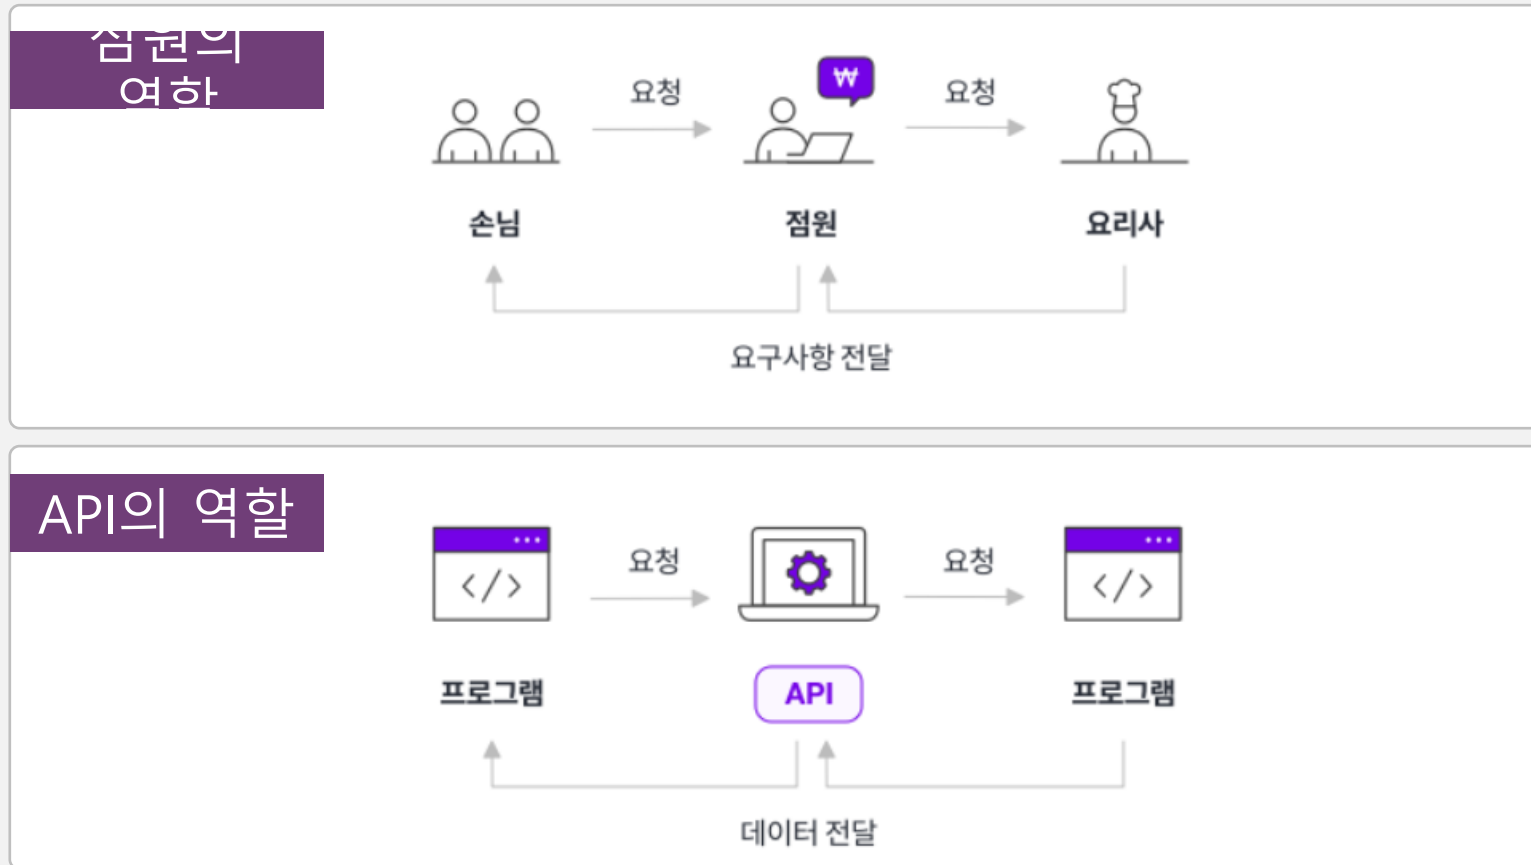 점원의
역할
요청
₩
요청
손님
점원
요리사
요구사항 전달
API의 역할
요청
요청
</>
</>
프로그램
API
프로그램
데이터 전달